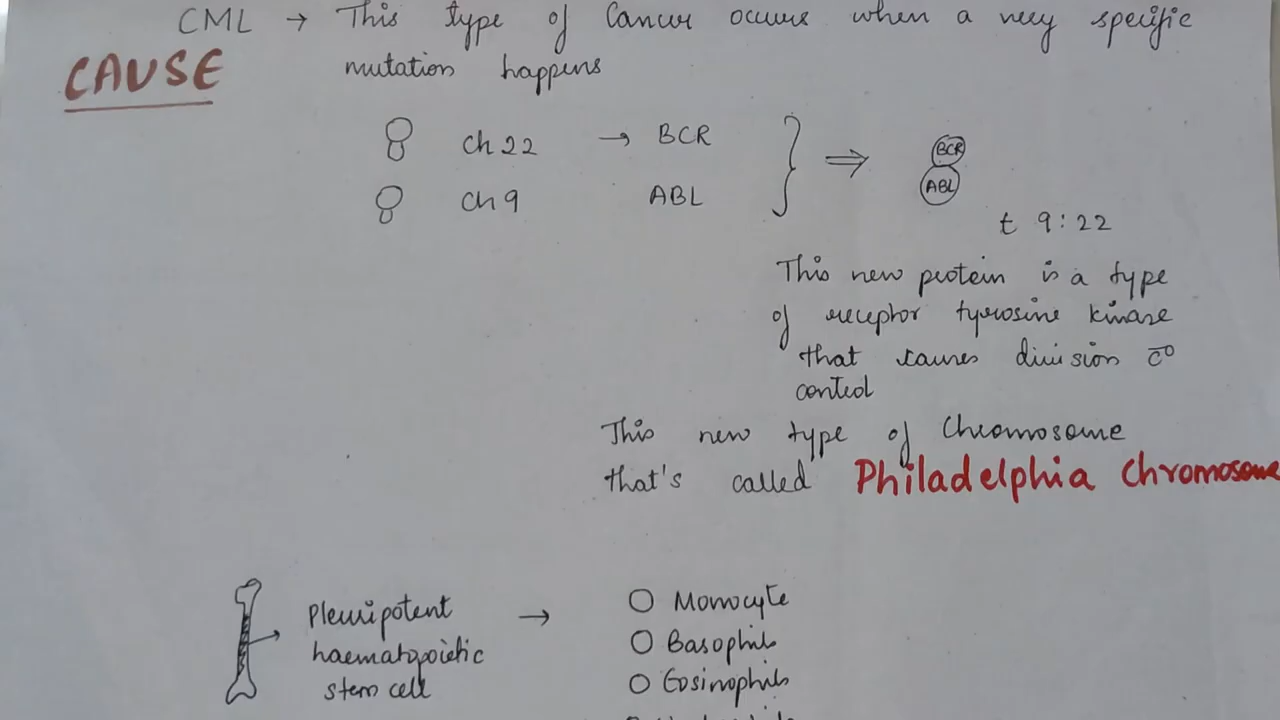 CML → This type of Cancer occurs when a very specific
CAUSE mutation happens
Ch 22 → BCR
Ch 9 ABL
⇒ BCR
ABL
t 9:22
This new protein is a type
of receptor tyrosine kinase
that causes division c̄o
control
This new type of Chromosome
that's called Philadelphia Chromosome
Pleuripotent → Monocyte
haematopoietic Basophils
stem cell Eosinophils